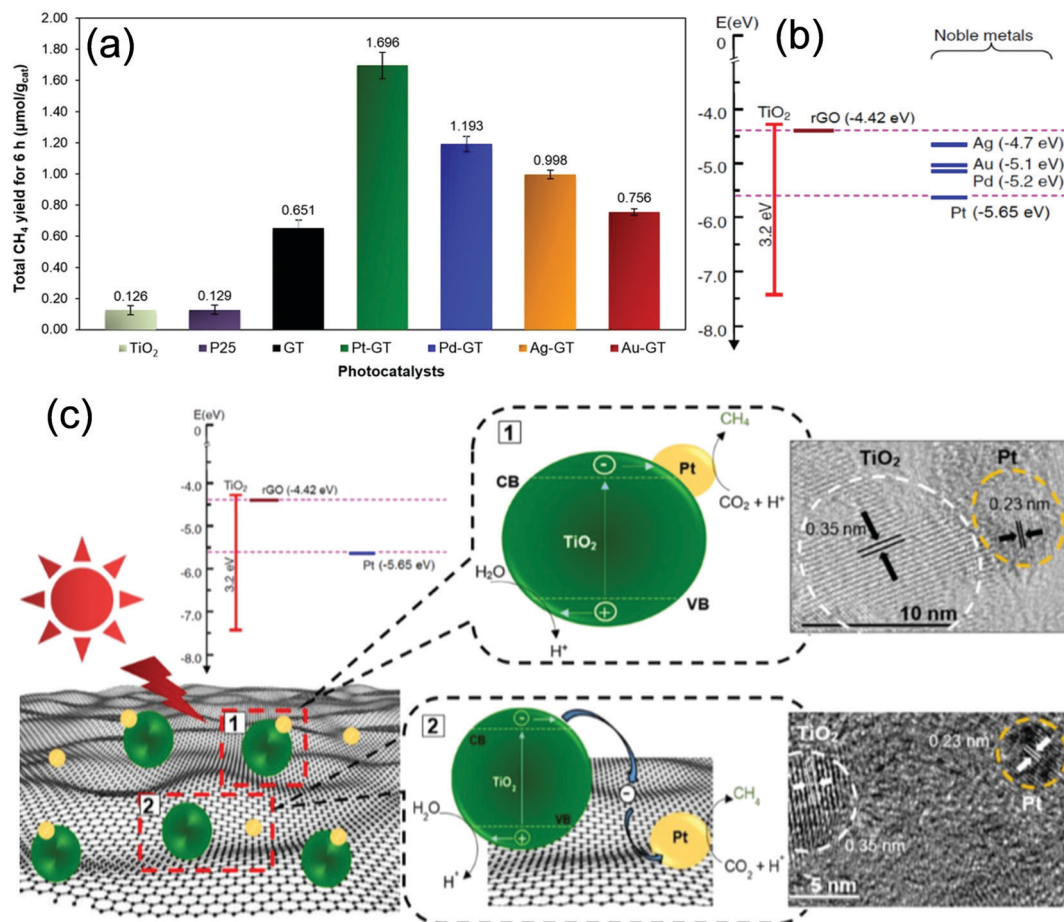 (a)
Total CH₄ yield for 6 h (µmol/g_cat)
2.00
1.80
1.60
1.40
1.20
1.00
0.80
0.60
0.40
0.20
0.00
0.126
0.129
0.651
1.696
1.193
0.998
0.756
TiO₂
P25
GT
Pt-GT
Pd-GT
Ag-GT
Au-GT
Photocatalysts
(b)
E(eV)
0
-4.0
-5.0
-6.0
-7.0
-8.0
TiO₂
3.2 eV
rGO (-4.42 eV)
Noble metals
Ag (-4.7 eV)
Au (-5.1 eV)
Pd (-5.2 eV)
Pt (-5.65 eV)
(c)
E(eV)
0
-4.0
-5.0
-6.0
-7.0
-8.0
TiO₂
3.2 eV
rGO (-4.42 eV)
Pt (-5.65 eV)
1
2
1
CB
TiO₂
VB
Pt
CH₄
CO₂ + H⁺
H₂O
H⁺
TiO₂
Pt
0.35 nm
0.23 nm
10 nm
2
CB
TiO₂
VB
Pt
CH₄
CO₂ + H⁺
H₂O
H⁺
TiO₂
0.23 nm
Pt
0.35 nm
5 nm